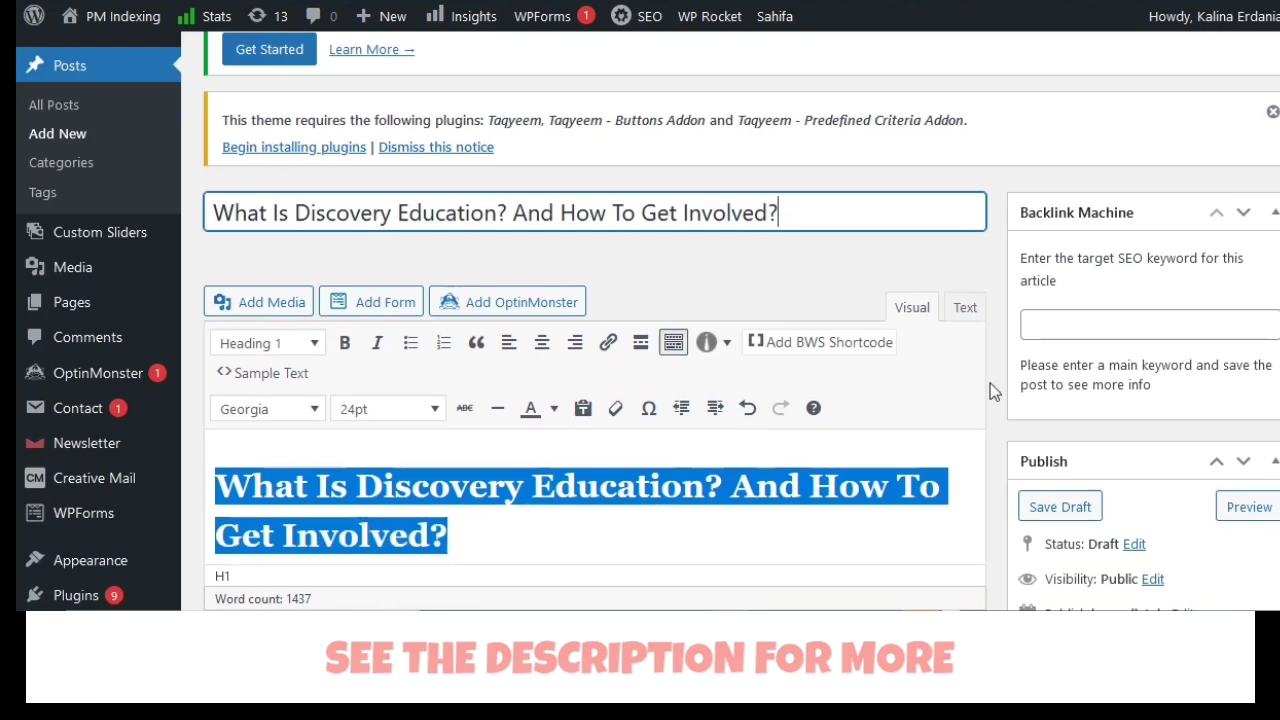 PM Indexing Stats 13 0 New Insights WPForms 1 SEO WP Rocket Sahifa Howdy, Kalina Erdania
Posts
All Posts
Add New
Categories
Tags
Custom Sliders
Media
Pages
Comments
OptinMonster 1
Contact 1
Newsletter
CM Creative Mail
WPForms
Appearance
Plugins 9
Get Started Learn More →
This theme requires the following plugins: Taqyeem, Taqyeem - Buttons Addon and Taqyeem - Predefined Criteria Addon.
Begin installing plugins | Dismiss this notice
What Is Discovery Education? And How To Get Involved?
Add Media Add Form Add OptinMonster
Visual Text
Heading 1 B I Add BWS Shortcode
Sample Text
Georgia 24pt ABC A
What Is Discovery Education? And How To
Get Involved?
H1
Word count: 1437
Backlink Machine
Enter the target SEO keyword for this
article
Please enter a main keyword and save the
post to see more info
Publish
Save Draft Preview
Status: Draft Edit
Visibility: Public Edit
SEE THE DESCRIPTION FOR MORE